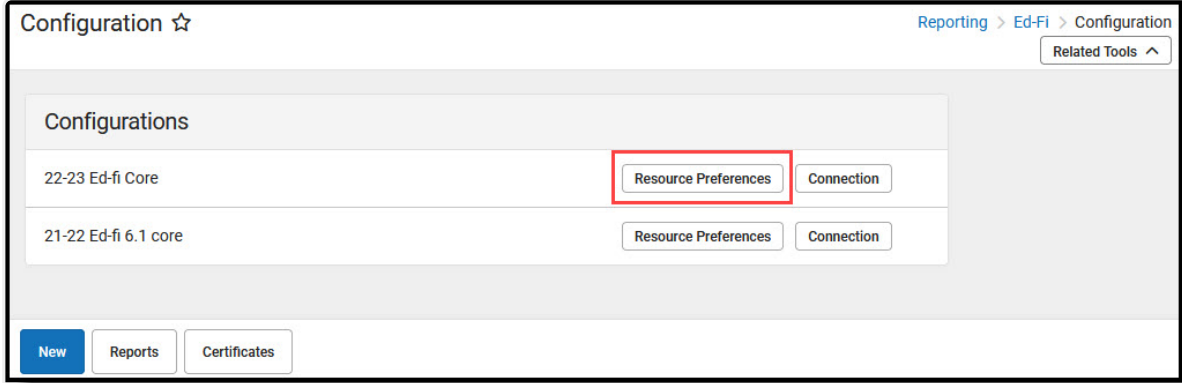 Configuration ☆
Reporting > Ed-Fi > Configuration
Related Tools
Configurations
22-23 Ed-fi Core Resource Preferences Connection
21-22 Ed-fi 6.1 core Resource Preferences Connection
New Reports Certificates